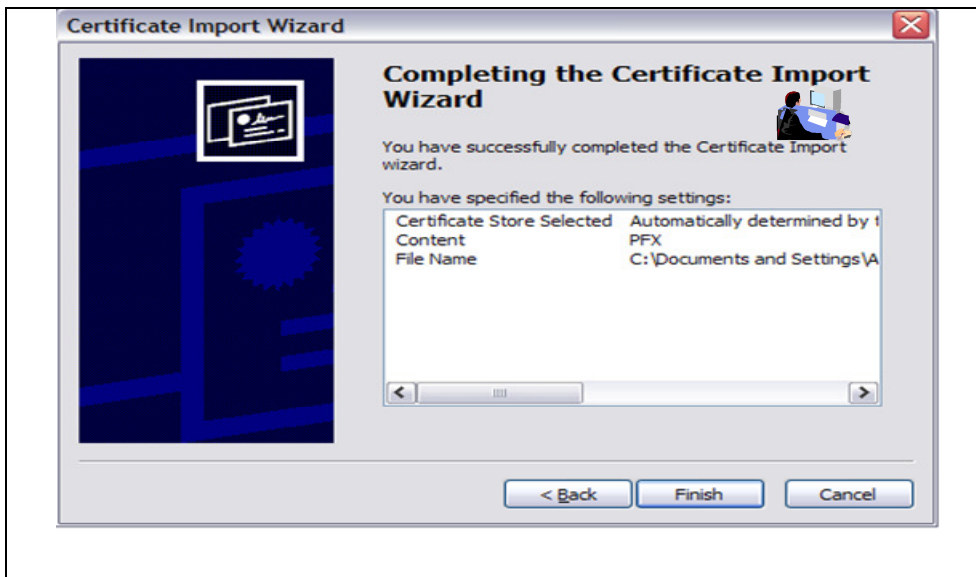 Certificate Import Wizard
Completing the Certificate Import
Wizard
You have successfully completed the Certificate Import
wizard.
You have specified the following settings:
Certificate Store Selected Automatically determined by t
Content PFX
File Name C:\Documents and Settings\A
< Back Finish Cancel